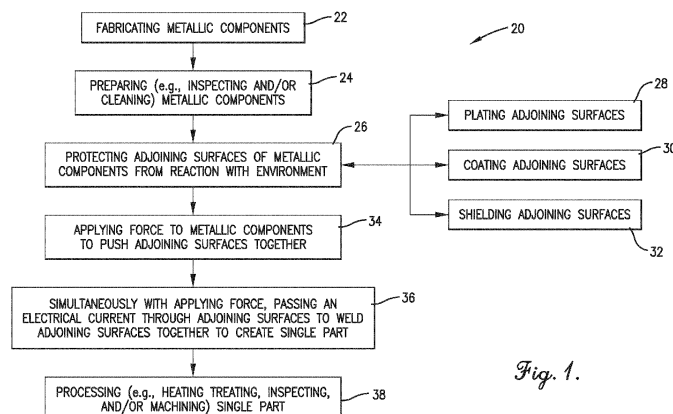 FABRICATING METALLIC COMPONENTS
22
20
PREPARING (e.g., INSPECTING AND/OR
CLEANING) METALLIC COMPONENTS
24
PROTECTING ADJOINING SURFACES OF METALLIC
COMPONENTS FROM REACTION WITH ENVIRONMENT
26
PLATING ADJOINING SURFACES
28
COATING ADJOINING SURFACES
30
SHIELDING ADJOINING SURFACES
32
APPLYING FORCE TO METALLIC COMPONENTS
TO PUSH ADJOINING SURFACES TOGETHER
34
SIMULTANEOUSLY WITH APPLYING FORCE, PASSING AN
ELECTRICAL CURRENT THROUGH ADJOINING SURFACES TO WELD
ADJOINING SURFACES TOGETHER TO CREATE SINGLE PART
36
PROCESSING (e.g., HEATING TREATING, INSPECTING,
AND/OR MACHINING) SINGLE PART
38
Fig. 1.